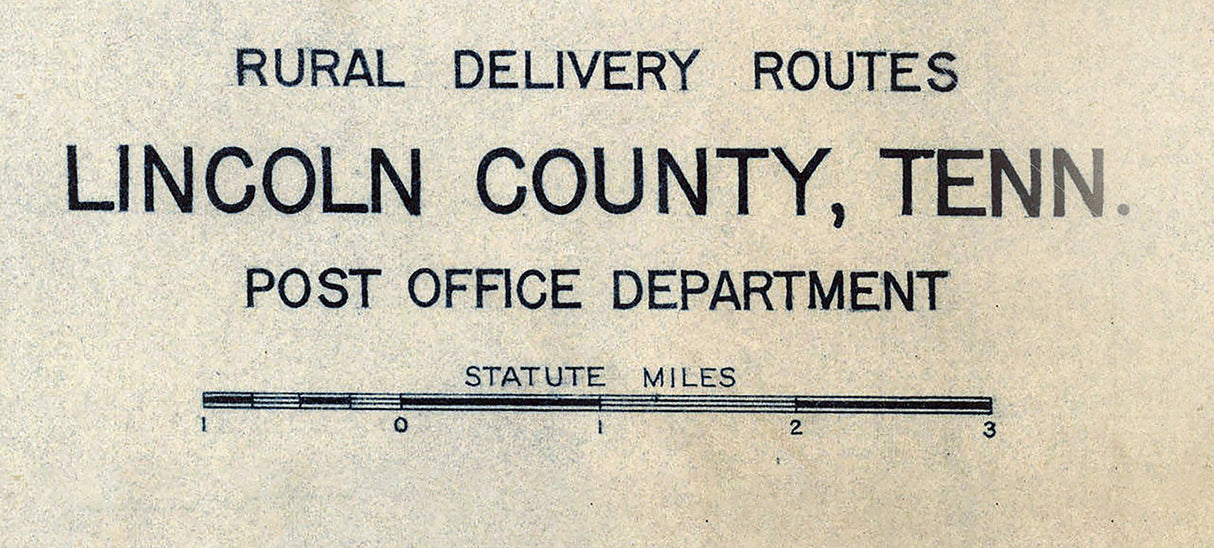 RURAL DELIVERY ROUTES
LINCOLN COUNTY, TENN.
POST OFFICE DEPARTMENT
STATUTE MILES
1 0 1 2 3